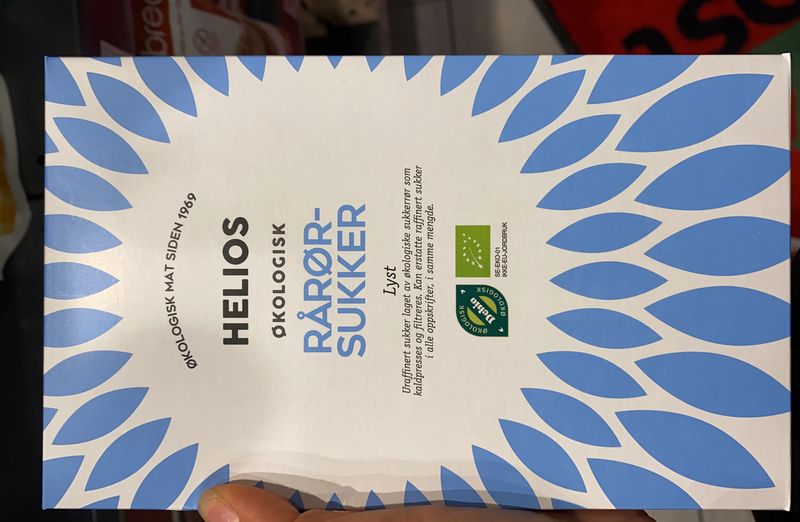 ØKOLOGISK MAT SIDEN 1969
HELIOS
ØKOLOGISK
RÅRØR-
SUKKER
Lyst
Uraffinert sukker laget av økologiske sukkerrør som
kaldpresses og filtreres. Kan erstatte raffinert sukker
i alle oppskrifter, i samme mengde.
ØKOLOGISK
Debio
ØKOLOGISK
SE-EKO-01
IKKE-EU-JORDBRUK